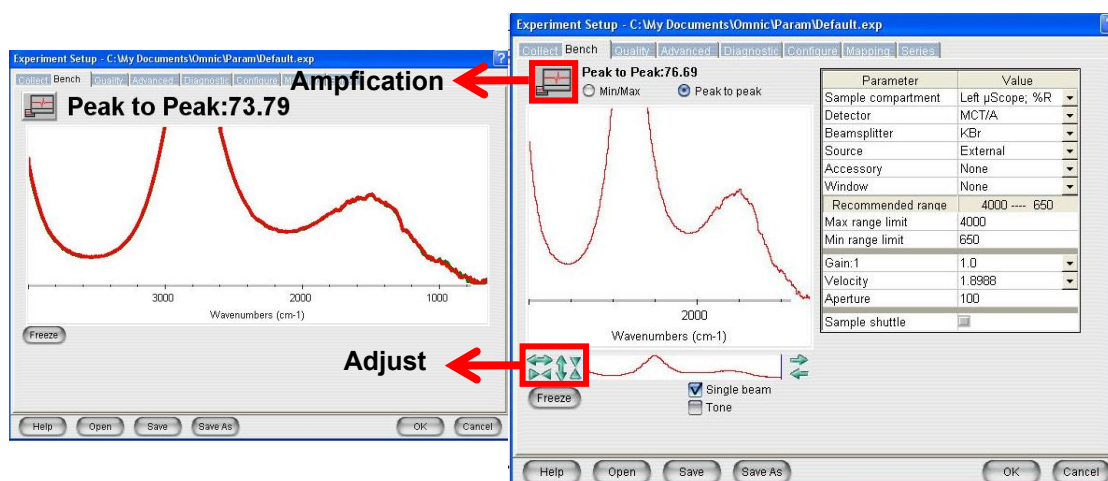 Experiment Setup - C:\My Documents\Omnic\Param\Default.exp
Collect Bench Quality Advanced Diagnostic Configure
Peak to Peak:73.79
3000 2000 1000
Wavenumbers (cm-1)
Freeze
Help Open Save Save As OK Cancel
Ampfication
Adjust
Experiment Setup - C:\My Documents\Omnic\Param\Default.exp
Collect Bench Quality Advanced Diagnostic Configure Mapping Series
Peak to Peak:76.69
Min/Max Peak to peak
2000
Wavenumbers (cm-1)
Freeze
Single beam
Tone
Parameter Value
Sample compartment Left µScope; %R
Detector MCT/A
Beamsplitter KBr
Source External
Accessory None
Window None
Recommended range 4000 ---- 650
Max range limit 4000
Min range limit 650
Gain:1 1.0
Velocity 1.8988
Aperture 100
Sample shuttle
Help Open Save Save As OK Cancel